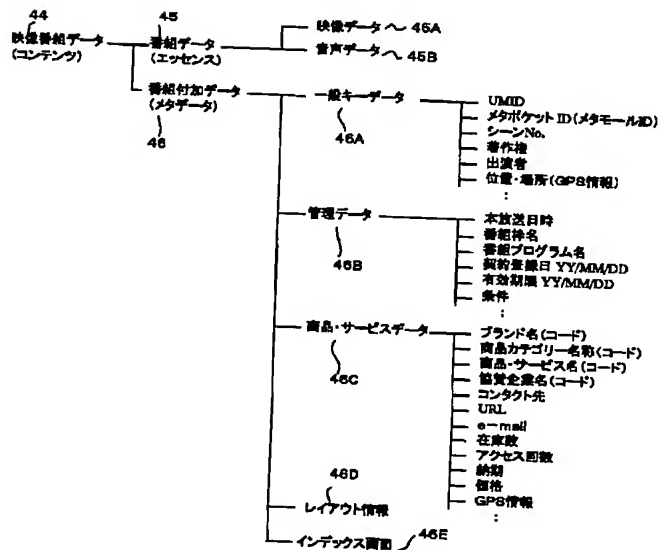 44
45
映像番組データ
(コンテンツ)
番組データ
(エッセンス)
映像データ 45A
音声データ 45B
番組付加データ
(メタデータ)
46
一般キーデータ
46A
UMID
メタポケット ID(メタモールID)
シーンNo.
著作権
出演者
位置・場所(GPS情報)
:
管理データ
46B
本放送日時
番組枠名
番組プログラム名
契約登録日 YY/MM/DD
有効期限 YY/MM/DD
条件
:
商品・サービスデータ
46C
ブランド名(コード)
商品カテゴリー名称(コード)
商品・サービス名(コード)
協賛企業名(コード)
コンタクト先
URL
e-mail
在庫数
アクセス回数
納期
価格
GPS情報
:
46D
レイアウト情報
インデックス画面 46E